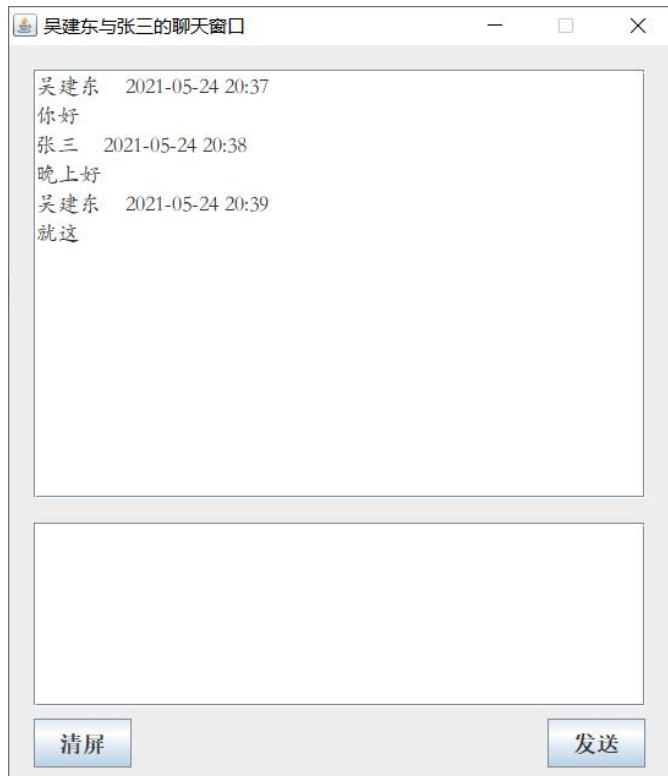 吴建东与张三的聊天窗口
吴建东 2021-05-24 20:37
你好
张三 2021-05-24 20:38
晚上好
吴建东 2021-05-24 20:39
就这
清屏
发送